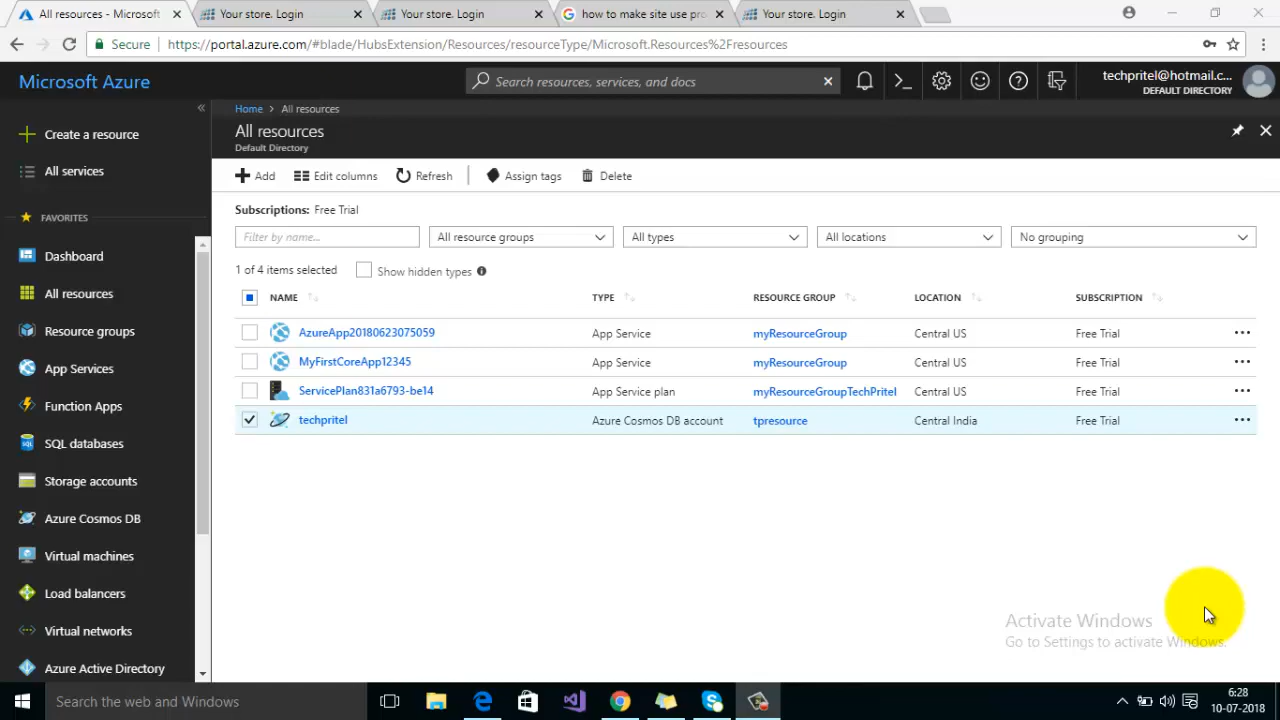 All resources - Microsoft
Your store. Login
Your store. Login
how to make site use pro
Your store. Login
Secure
https://portal.azure.com/#blade/HubsExtension/Resources/resourceType/Microsoft.Resources%2Fresources
Microsoft Azure
Search resources, services, and docs
techpritel@hotmail.c...
DEFAULT DIRECTORY
Home > All resources
All resources
Default Directory
Create a resource
All services
FAVORITES
Dashboard
All resources
Resource groups
App Services
Function Apps
SQL databases
Storage accounts
Azure Cosmos DB
Virtual machines
Load balancers
Virtual networks
Azure Active Directory
Add Edit columns Refresh Assign tags Delete
Subscriptions: Free Trial
Filter by name... All resource groups All types All locations No grouping
1 of 4 items selected Show hidden types
NAME TYPE RESOURCE GROUP LOCATION SUBSCRIPTION
AzureApp20180623075059 App Service myResourceGroup Central US Free Trial
MyFirstCoreApp12345 App Service myResourceGroup Central US Free Trial
ServicePlan831a6793-be14 App Service plan myResourceGroupTechPritel Central US Free Trial
techpritel Azure Cosmos DB account tpresource Central India Free Trial
Activate Windows
Go to Settings to activate Windows.
Search the web and Windows
6:28
10-07-2018